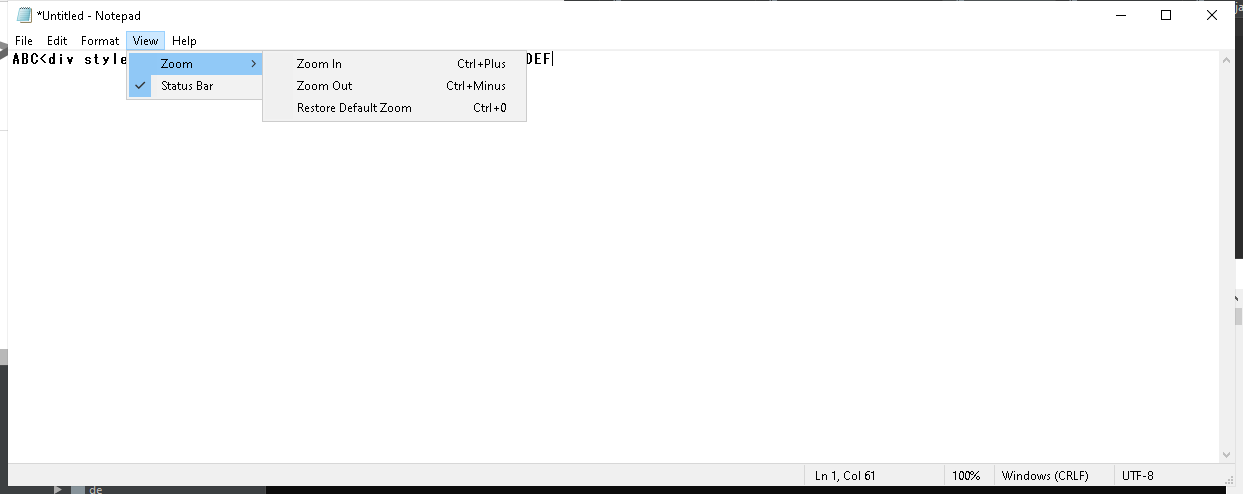 *Untitled - Notepad
File Edit Format View Help
ABC<div style DEF
Zoom > Zoom In Ctrl+Plus
✓ Status Bar Zoom Out Ctrl+Minus
Restore Default Zoom Ctrl+0
Ln 1, Col 61 100% Windows (CRLF) UTF-8
de